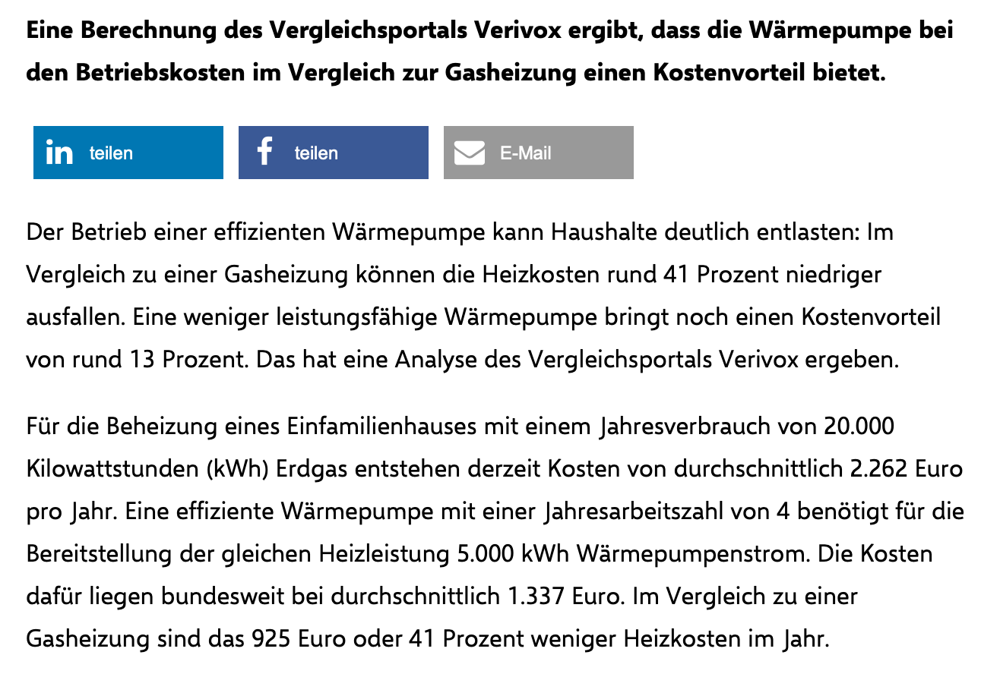 Eine Berechnung des Vergleichsportals Verivox ergibt, dass die Wärmepumpe bei
den Betriebskosten im Vergleich zur Gasheizung einen Kostenvorteil bietet.
in teilen f teilen E-Mail
Der Betrieb einer effizienten Wärmepumpe kann Haushalte deutlich entlasten: Im
Vergleich zu einer Gasheizung können die Heizkosten rund 41 Prozent niedriger
ausfallen. Eine weniger leistungsfähige Wärmepumpe bringt noch einen Kostenvorteil
von rund 13 Prozent. Das hat eine Analyse des Vergleichsportals Verivox ergeben.
Für die Beheizung eines Einfamilienhauses mit einem Jahresverbrauch von 20.000
Kilowattstunden (kWh) Erdgas entstehen derzeit Kosten von durchschnittlich 2.262 Euro
pro Jahr. Eine effiziente Wärmepumpe mit einer Jahresarbeitszahl von 4 benötigt für die
Bereitstellung der gleichen Heizleistung 5.000 kWh Wärmepumpenstrom. Die Kosten
dafür liegen bundesweit bei durchschnittlich 1.337 Euro. Im Vergleich zu einer
Gasheizung sind das 925 Euro oder 41 Prozent weniger Heizkosten im Jahr.